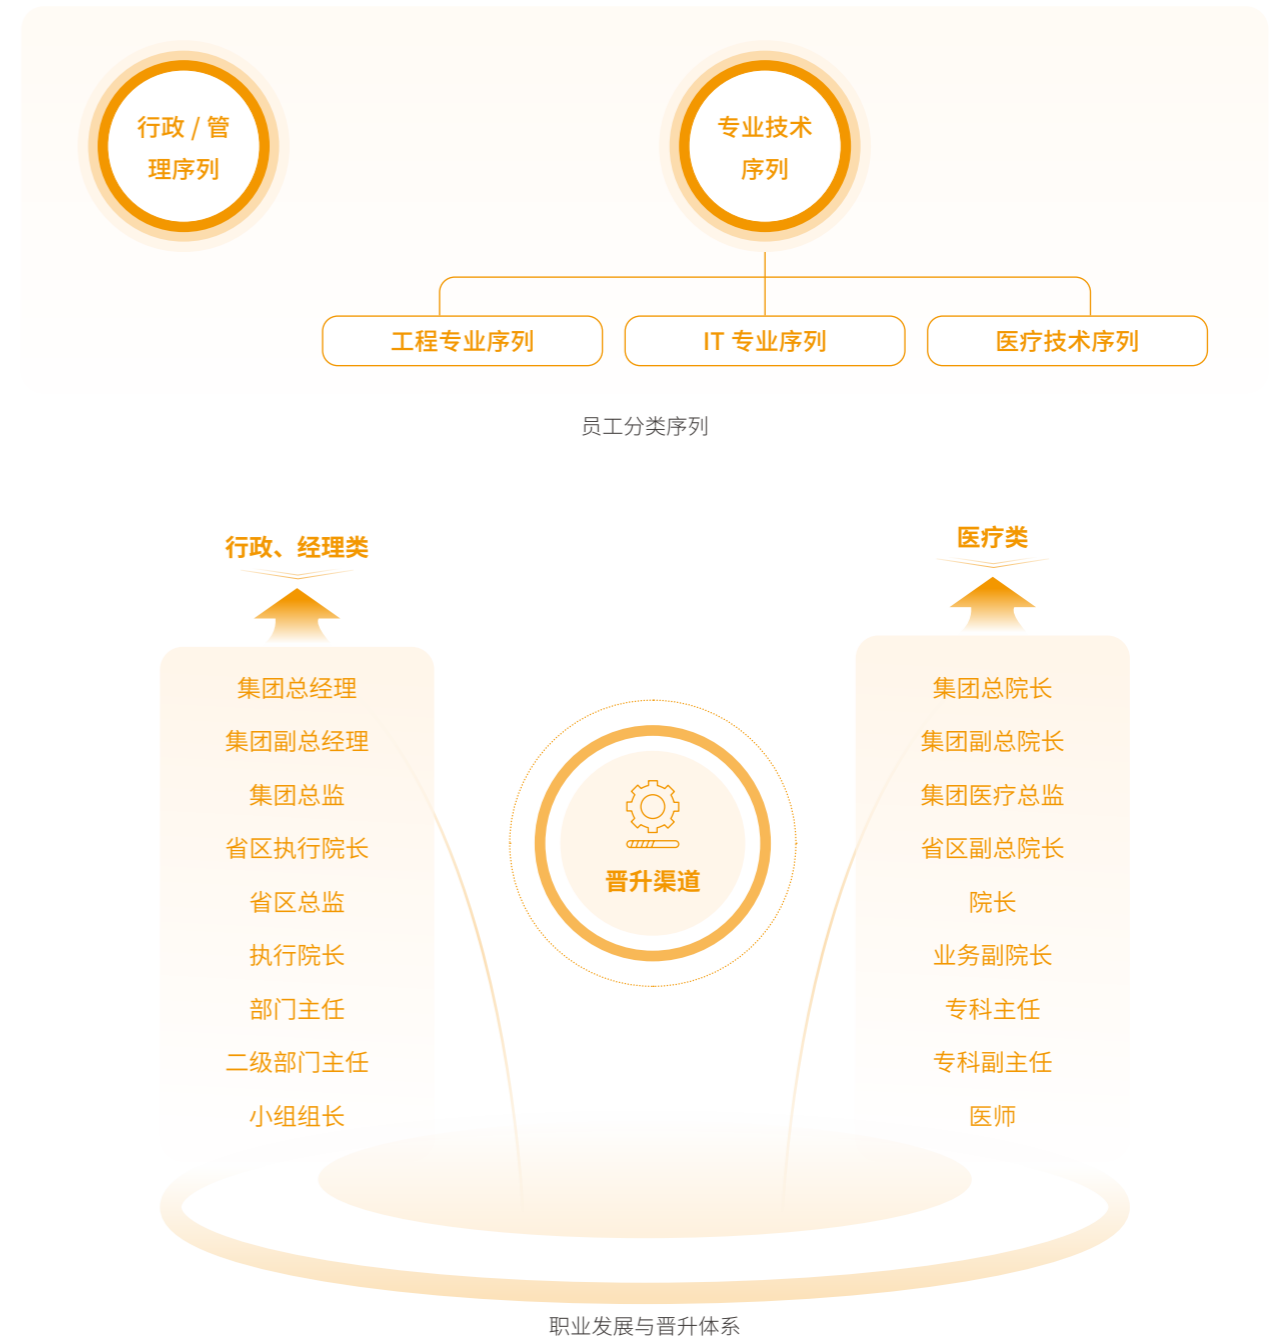 行政 / 管
理序列
专业技术
序列
工程专业序列
IT 专业序列
医疗技术序列
员工分类序列
行政、经理类
集团总经理
集团副总经理
集团总监
省区执行院长
省区总监
执行院长
部门主任
二级部门主任
小组组长
晋升渠道
医疗类
集团总院长
集团副总院长
集团医疗总监
省区副总院长
院长
业务副院长
专科主任
专科副主任
医师
职业发展与晋升体系